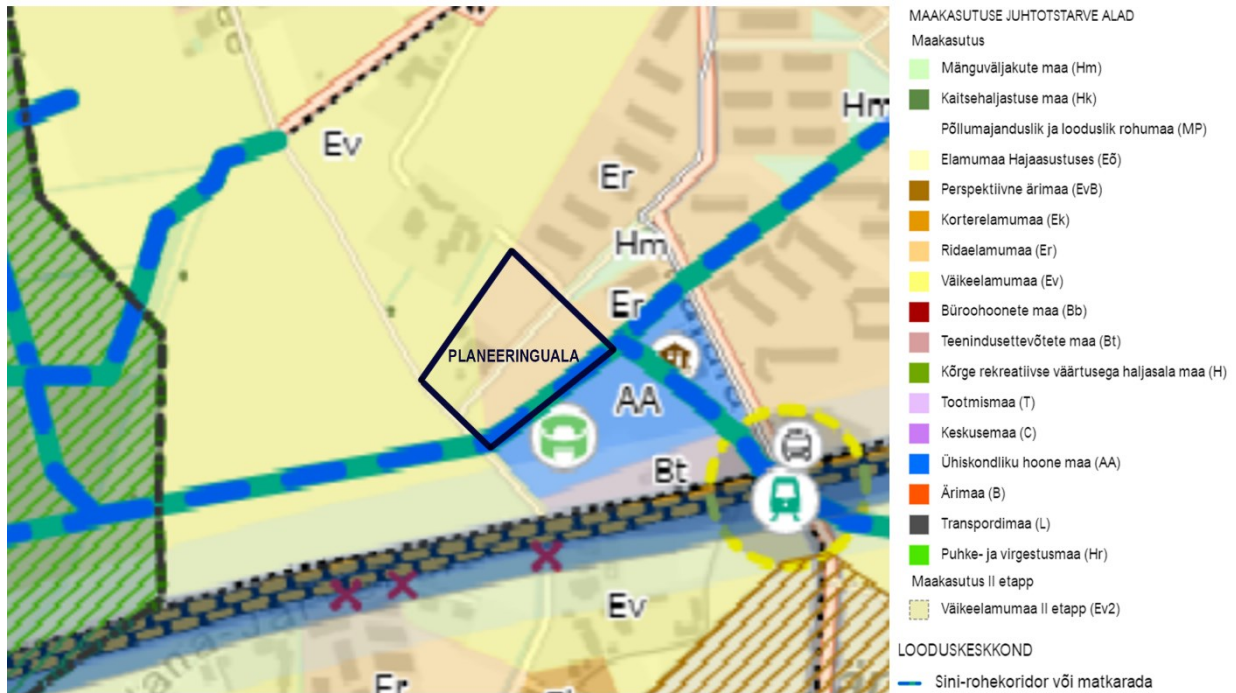 Ev
Er
Hm
Hm
Er
PLANEERINGUALA
AA
Bt
Ev
Er
MAAKASUTUSE JUHTOTSTARVE ALAD
Maakasutus
Mänguväljakute maa (Hm)
Kaitsehaljastuse maa (Hk)
Põllumajanduslik ja looduslik rohumaa (MP)
Elamumaa Hajaasustuses (Eõ)
Perspektiivne ärimaa (EvB)
Korterelamumaa (Ek)
Ridaelamumaa (Er)
Väikeelamumaa (Ev)
Büroohoonete maa (Bb)
Teenindusettevõtete maa (Bt)
Kõrge rekreatiivse väärtusega haljasala maa (H)
Tootmismaa (T)
Keskusemaa (C)
Ühiskondliku hoone maa (AA)
Ärimaa (B)
Transpordimaa (L)
Puhke- ja virgestusmaa (Hr)
Maakasutus II etapp
Väikeelamumaa II etapp (Ev2)
LOODUSKESKKOND
Sini-rohekoridor või matkarada